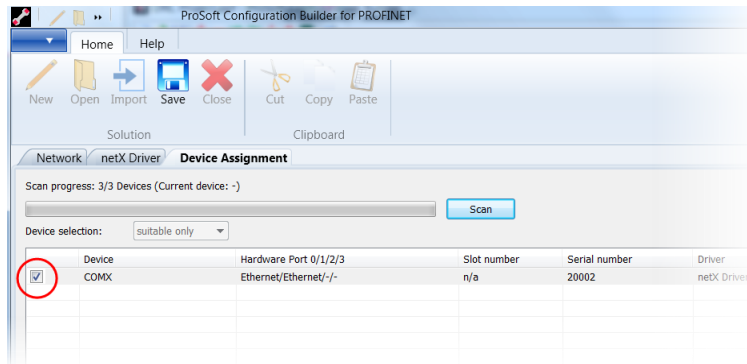 ProSoft Configuration Builder for PROFINET
Home Help
New Open Import Save Close Cut Copy Paste
Solution Clipboard
Network netX Driver Device Assignment
Scan progress: 3/3 Devices (Current device: -)
Scan
Device selection: suitable only
Device Hardware Port 0/1/2/3 Slot number Serial number Driver
COMX Ethernet/Ethernet/-/- n/a 20002 netX Drive